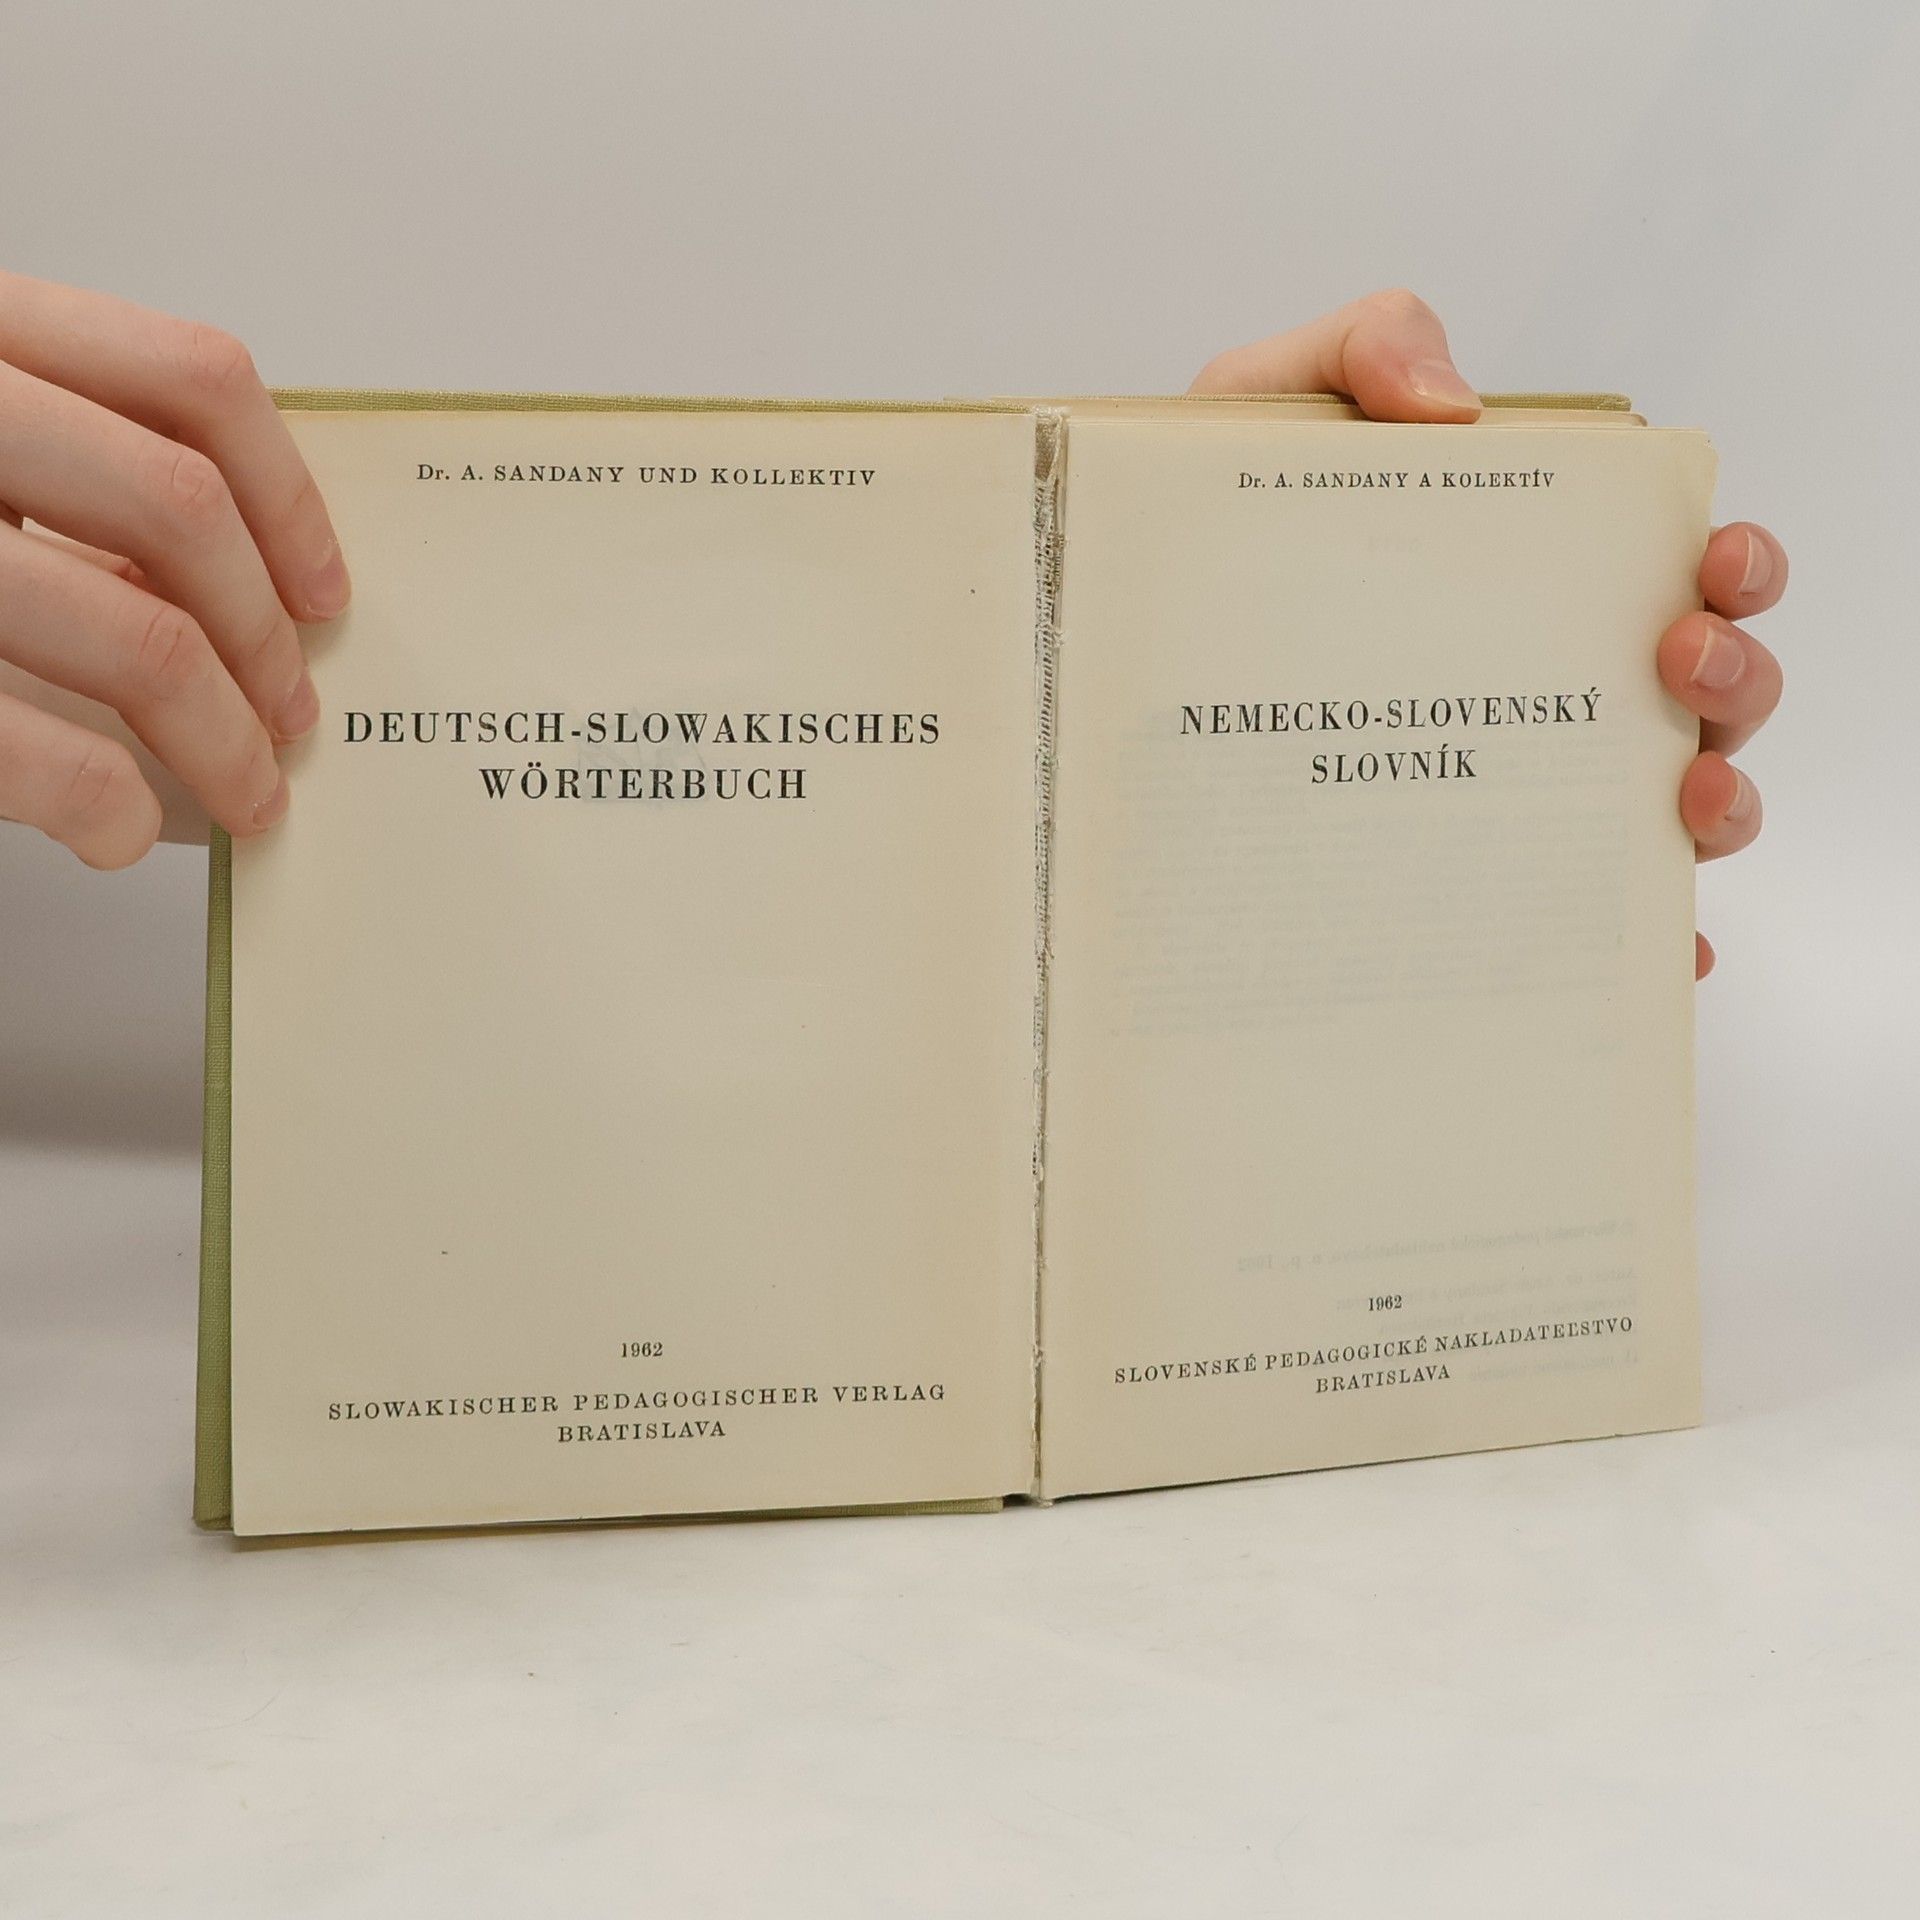 Dr. A. SANDANY UND KOLLEKTIV
DEUTSCH-SLOWAKISCHES
WÖRTERBUCH
1962
SLOWAKISCHER PEDAGOGISCHER VERLAG
BRATISLAVA
Dr. A. SANDANY A KOLEKTÍV
NEMECKO-SLOVENSKÝ
SLOVNÍK
1962
SLOVENSKÉ PEDAGOGICKÉ NAKLADATEĽSTVO
BRATISLAVA